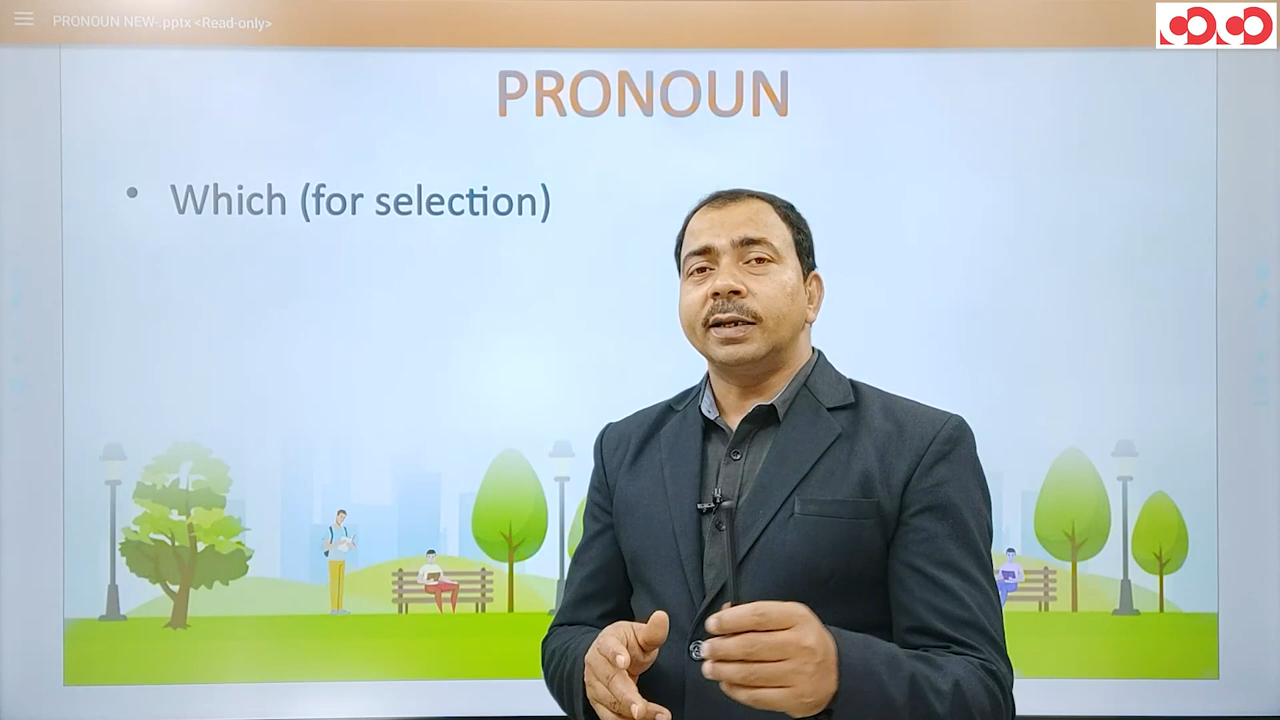 PRONOUN NEW-.pptx <Read-only>
PRONOUN
• Which (for selection)